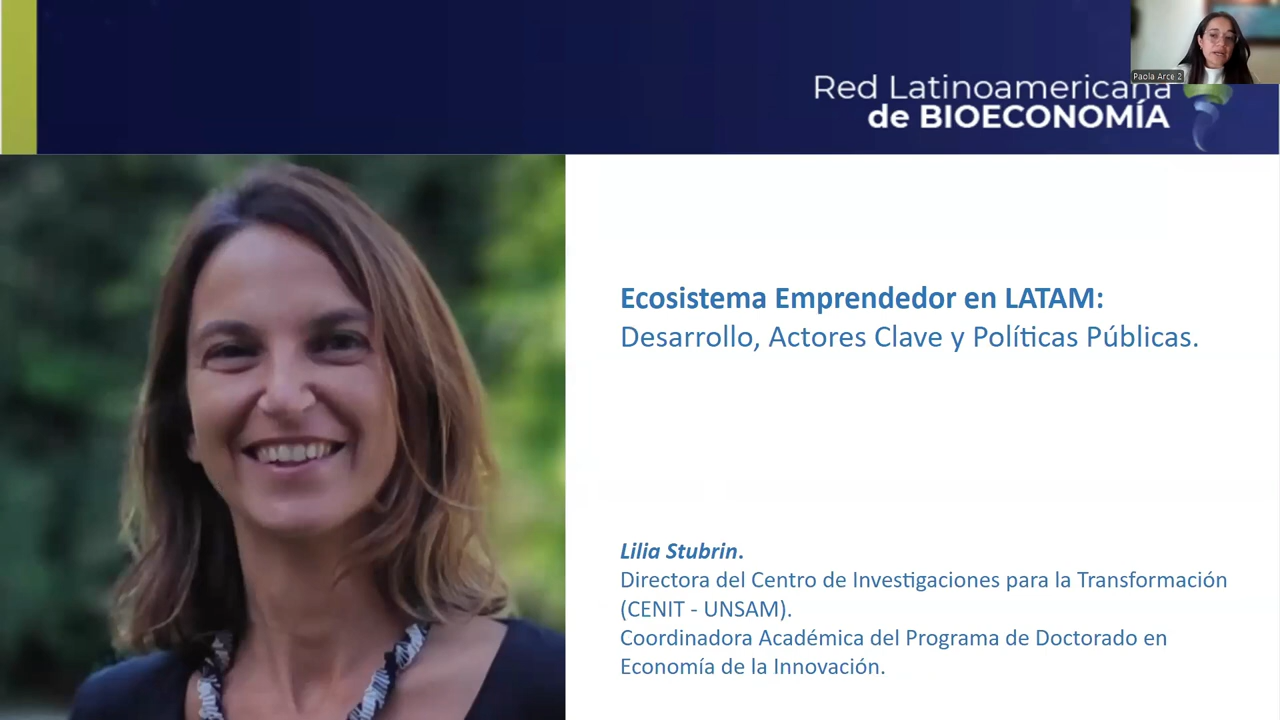 Paola Arce 2
Red Latinoamericana
de BIOECONOMÍA
Ecosistema Emprendedor en LATAM:
Desarrollo, Actores Clave y Políticas Públicas.
Lilia Stubrin.
Directora del Centro de Investigaciones para la Transformación
(CENIT - UNSAM).
Coordinadora Académica del Programa de Doctorado en
Economía de la Innovación.